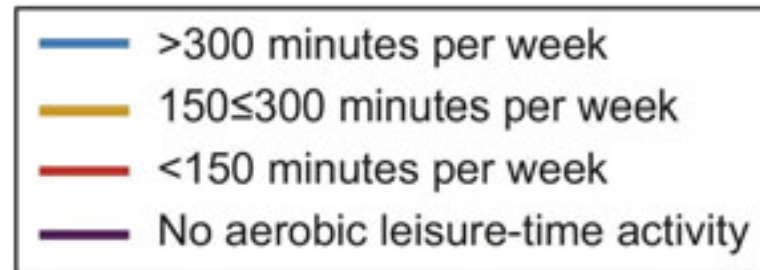 >300 minutes per week
150≤300 minutes per week
<150 minutes per week
No aerobic leisure-time activity